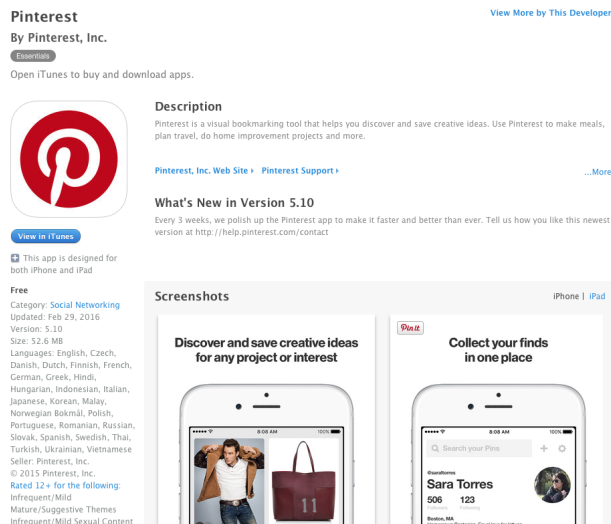 Pinterest
View More by This Developer
By Pinterest, Inc.
Essentials
Open iTunes to buy and download apps.
Description
Pinterest is a visual bookmarking tool that helps you discover and save creative ideas. Use Pinterest to make meals,
plan travel, do home improvement projects and more.
Pinterest, Inc. Web Site
Pinterest Support
...More
What's New in Version 5.10
Every 3 weeks, we polish up the Pinterest app to make it faster and better than ever. Tell us how you like this newest
version at http://help.pinterest.com/contact
View in iTunes
This app is designed for
both iPhone and iPad
Free
Category: Social Networking
Updated: Feb 29, 2016
Version: 5.10
Size: 52.6 MB
Languages: English, Czech,
Danish, Dutch, Finnish, French,
German, Greek, Hindi,
Hungarian, Indonesian, Italian,
Japanese, Korean, Malay,
Norwegian Bokmål, Polish,
Portuguese, Romanian, Russian,
Slovak, Spanish, Swedish, Thai,
Turkish, Ukrainian, Vietnamese
Seller: Pinterest, Inc.
© 2015 Pinterest, Inc.
Rated 12+ for the following:
Infrequent/Mild
Mature/Suggestive Themes
Infrequent/Mild Sexual Content
Screenshots
iPhone | iPad
Discover and save creative ideas
for any project or interest
8:08 AM
100%
11
Pin it
Collect your finds
in one place
8:08 AM
100%
Search your Pins
@saratorres
Sara Torres
506 123
Followers Following
Boston, MA